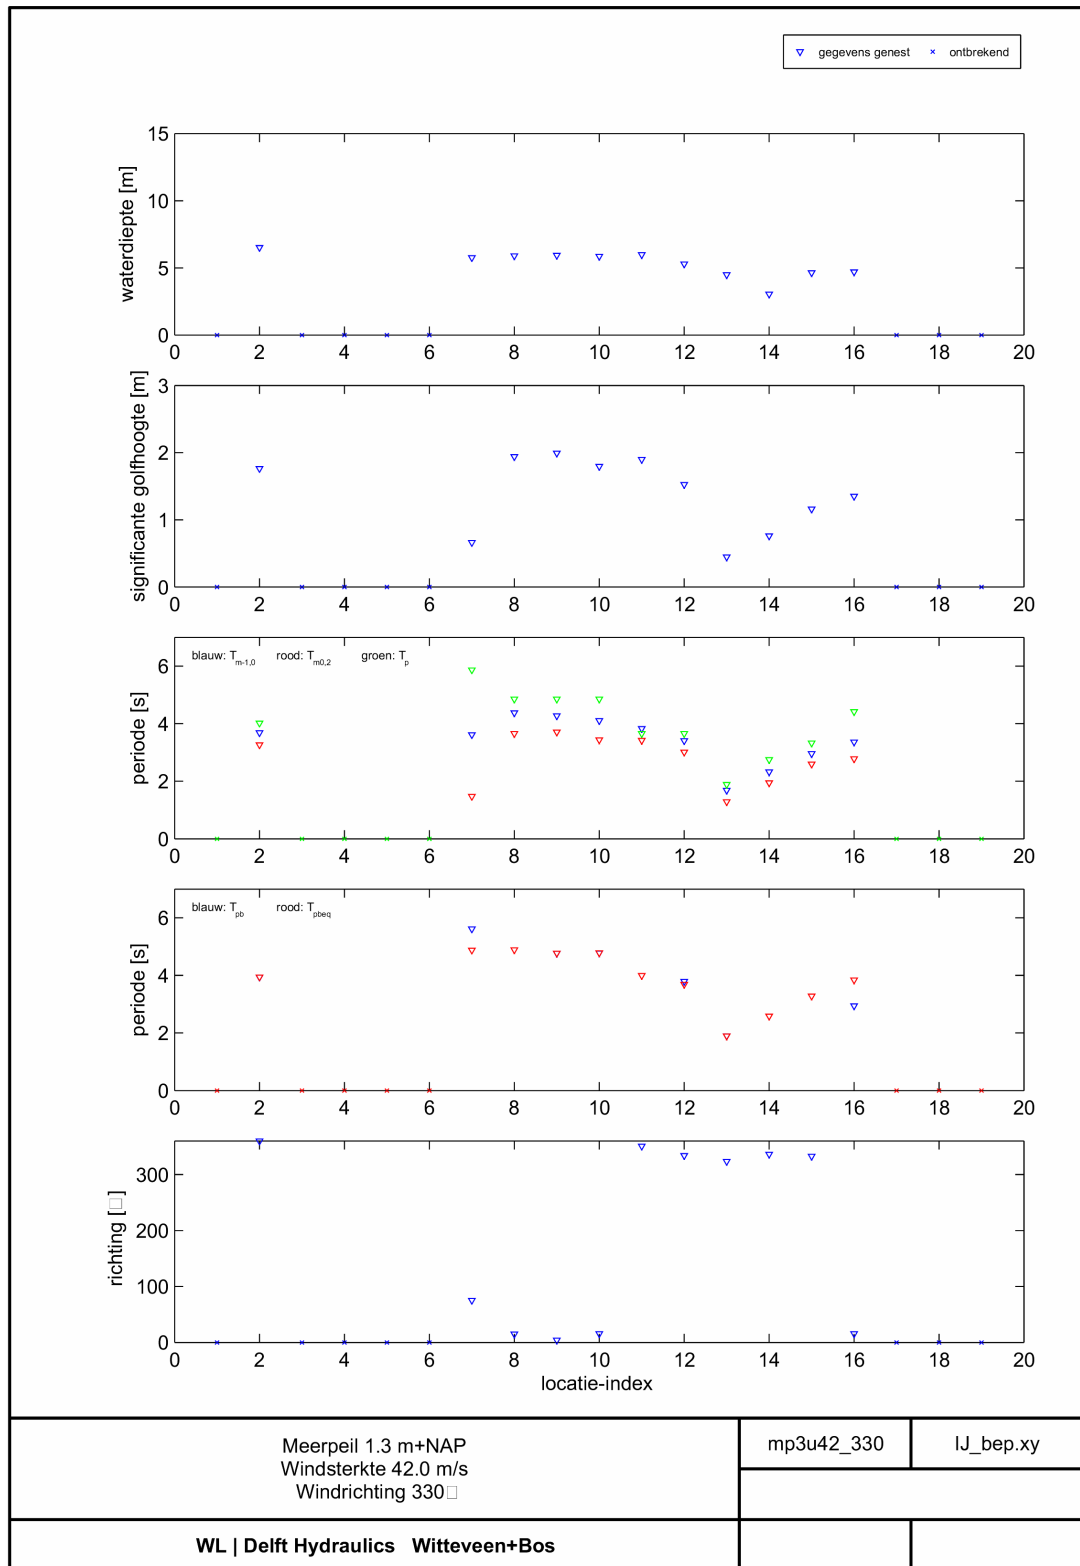 gegevens genest ontbrekend
waterdiepte [m]
15
10
5
0
0 2 4 6 8 10 12 14 16 18 20
significante golfhoogte [m]
3
2
1
0
0 2 4 6 8 10 12 14 16 18 20
blauw: Tm-1,0 rood: Tm0,2 groen: Tp
periode [s]
6
4
2
0
0 2 4 6 8 10 12 14 16 18 20
blauw: Tpb rood: Tpbeq
periode [s]
6
4
2
0
0 2 4 6 8 10 12 14 16 18 20
richting [□]
300
200
100
0
0 2 4 6 8 10 12 14 16 18 20
locatie-index
Meerpeil 1.3 m+NAP
Windsterkte 42.0 m/s
Windrichting 330□
mp3u42_330 IJ_bep.xy
WL | Delft Hydraulics Witteveen+Bos